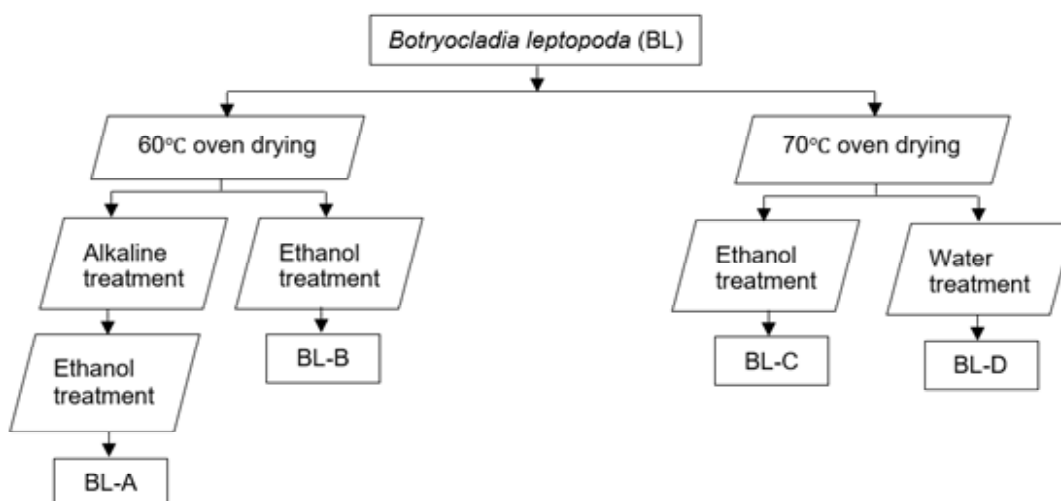 Botryocladia leptopoda (BL)
60°C oven drying
70°C oven drying
Alkaline
treatment
Ethanol
treatment
Ethanol
treatment
Water
treatment
Ethanol
treatment
BL-B
BL-C
BL-D
BL-A